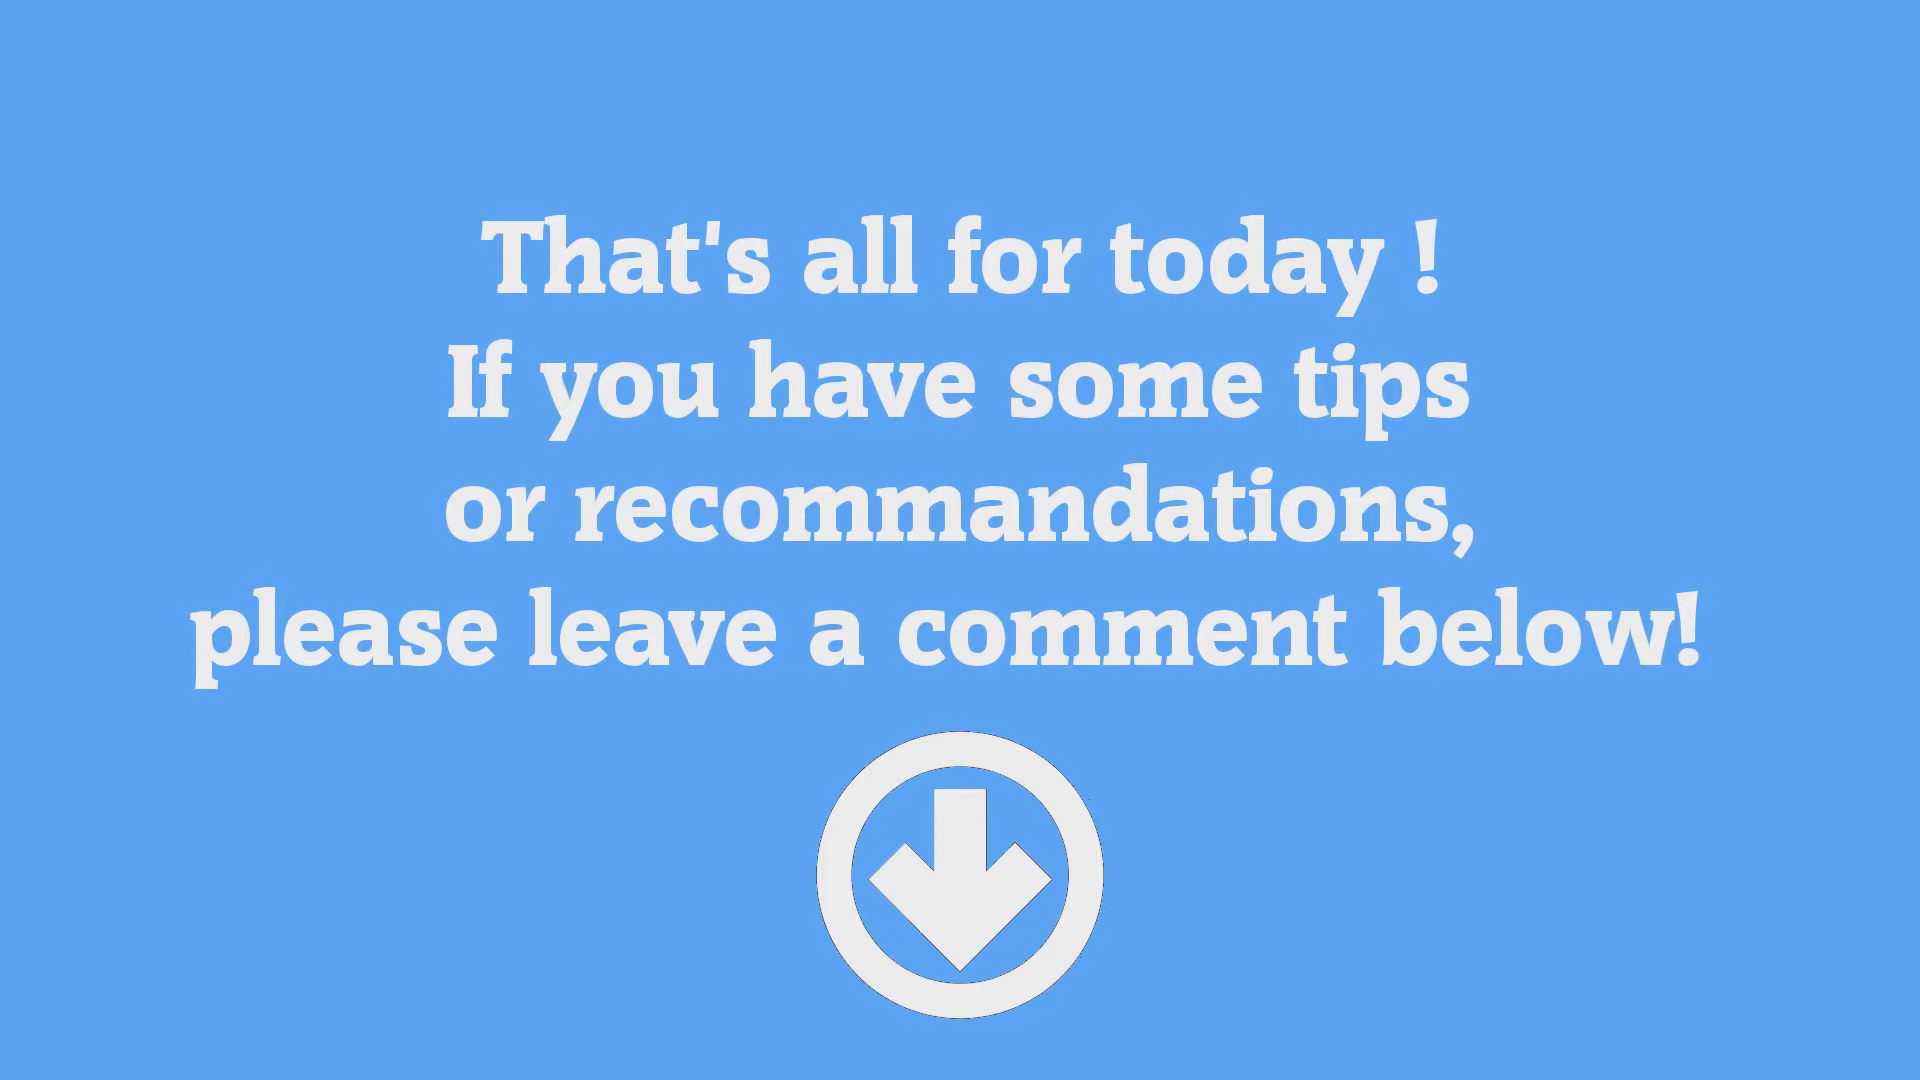 That's all for today !
If you have some tips
or recommandations,
please leave a comment below!